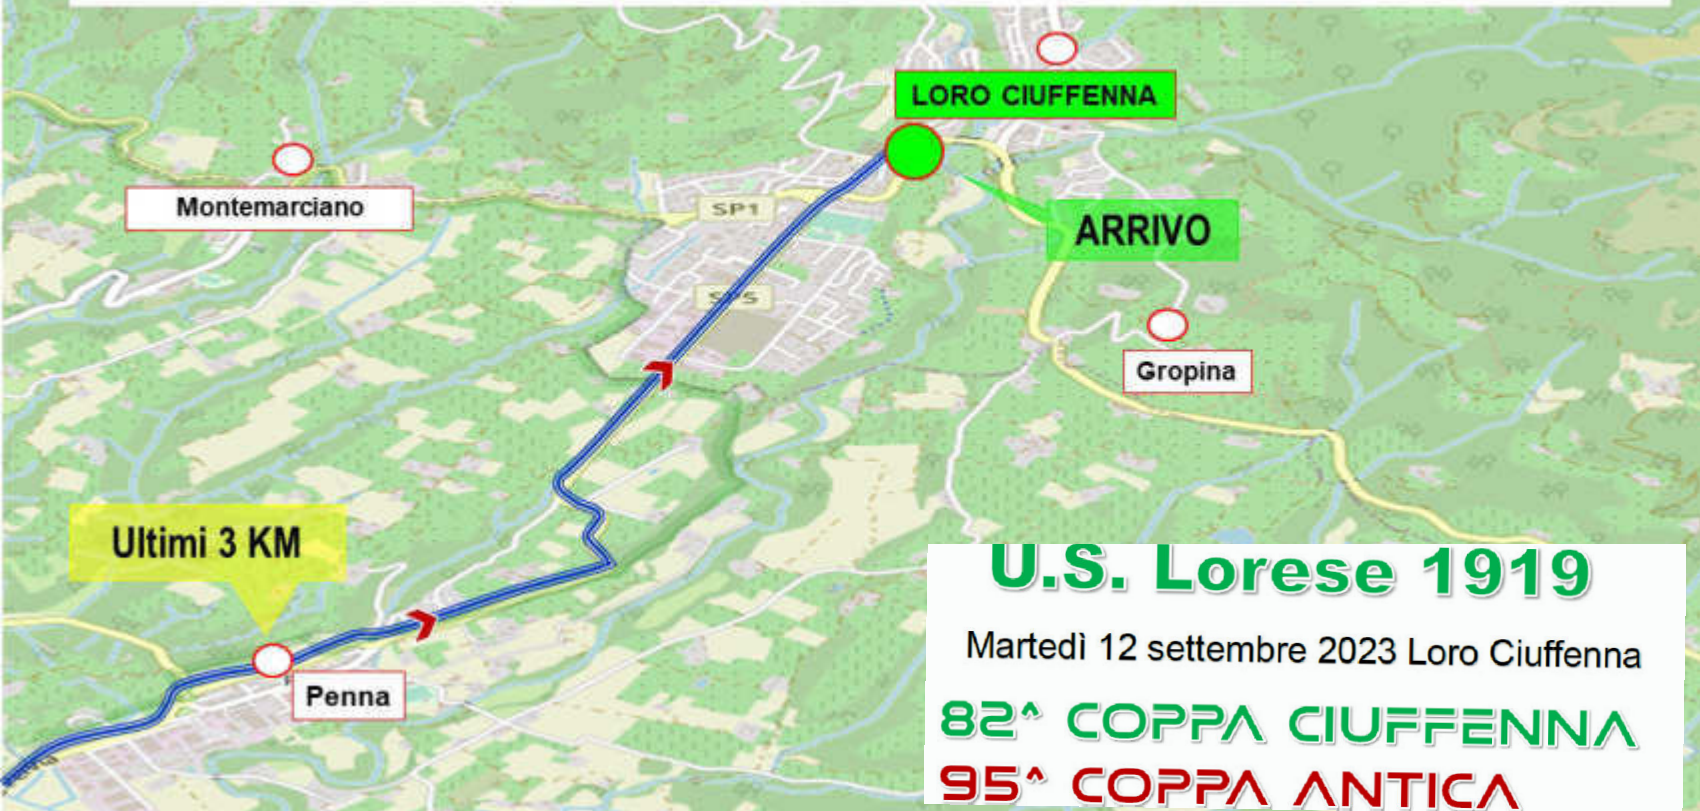 LORO CIUFFENNA
Montemarciano
SP1
ARRIVO
SP5
Gropina
Ultimi 3 KM
Penna
U.S. Lorese 1919
Martedì 12 settembre 2023 Loro Ciuffenna
82^ COPPA CIUFFENNA
95^ COPPA ANTICA